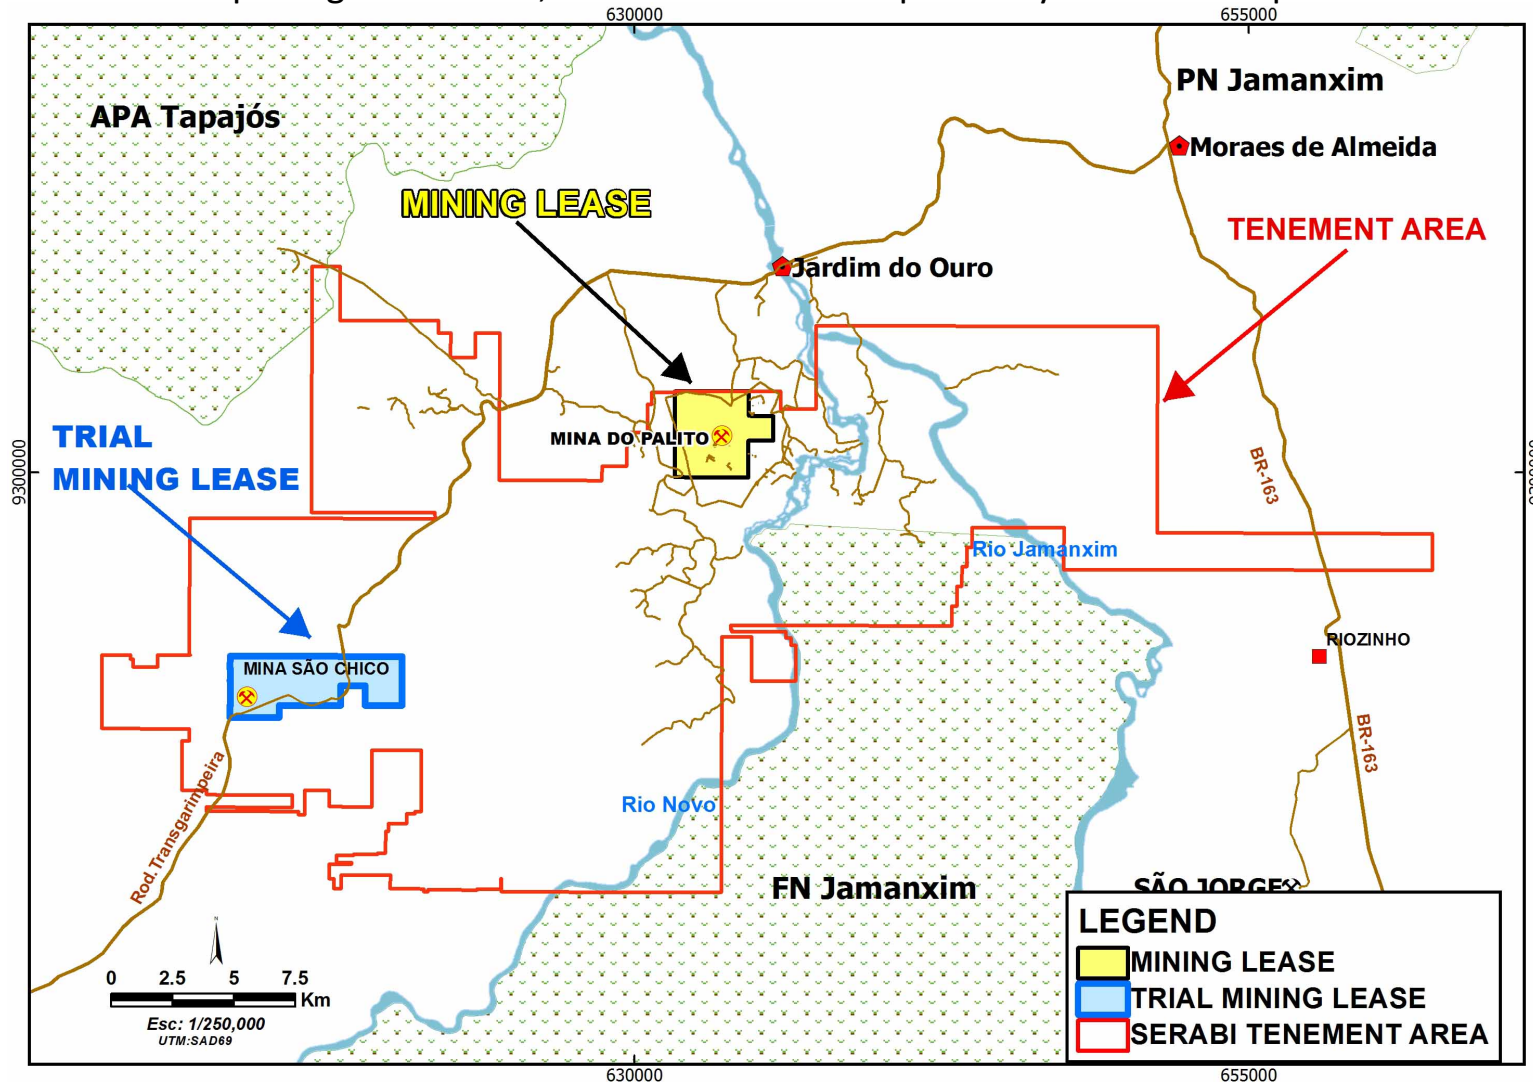 630000
655000
PN Jamanxim
APA Tapajós
Moraes de Almeida
MINING LEASE
TENEMENT AREA
Jardim do Ouro
TRIAL
MINING LEASE
MINA DO PALITO
9300000
BR-163
Rio Jamanxim
RIOZINHO
MINA SÃO CHICO
BR-163
Rod.Transgarimpeira
Rio Novo
FN Jamanxim
SÃO JORGE
N
0 2.5 5 7.5
Km
Esc: 1/250,000
UTM:SAD69
LEGEND
MINING LEASE
TRIAL MINING LEASE
SERABI TENEMENT AREA
630000
655000